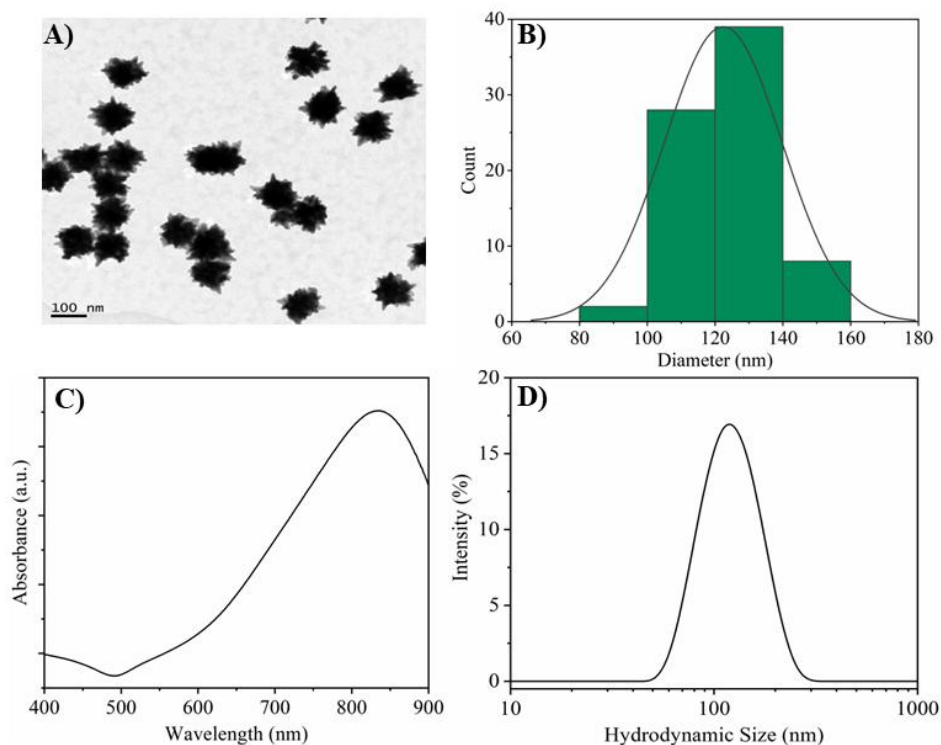 A)
100 nm
B)
Count
40
30
20
10
0
60 80 100 120 140 160 180
Diameter (nm)
C)
Absorbance (a.u.)
400 500 600 700 800 900
Wavelength (nm)
D)
Intensity (%)
20
15
10
5
0
10 100 1000
Hydrodynamic Size (nm)